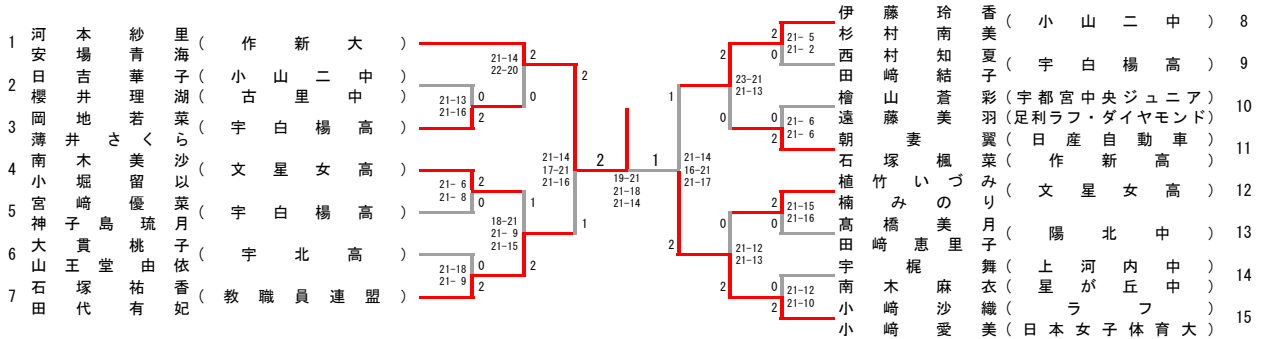 1 河本紗里 (作新大)
安場青海
2 日吉華子 (小山二中)
櫻井理湖 (古里中)
3 岡地若菜 (宇白楊高)
薄井さくら
4 南木美沙 (文星女高)
小堀留以
5 宮﨑優菜 (宇白楊高)
神子島琉月
6 大貫桃子 (宇北高)
山王堂由依
7 石塚祐香 (教職員連盟)
田代有妃
21-14 2
22-20
21-13 0 0
21-16 2
2
21-6 2
21-8 0
1
18-21
21-9
21-15
21-18 0 2
21-9 2
1
21-14
17-21
21-16
2
19-21
21-18
21-14
1
21-14
16-21
21-17
1
2
2 21-5
0 21-2
2 23-21
21-13
0 21-6
2 21-6
0
2 21-15
0 21-16
0 21-12
21-13
2
0 21-12
2 21-10
伊藤玲香 (小山二中) 8
杉村南美
西村知夏 (宇白楊高) 9
田﨑結子
檜山蒼彩 (宇都宮中央ジュニア) 10
遠藤美羽 (足利ラフ・ダイヤモンド)
朝妻翼 (日産自動車) 11
石塚楓菜 (作新高)
植竹いづみ (文星女高) 12
楠みのり
髙橋美月 (陽北中) 13
田﨑恵里子
宇梶舞 (上河内中) 14
南木麻衣 (星が丘中)
小﨑沙織 (ラフ) 15
小﨑愛美 (日本女子体育大)